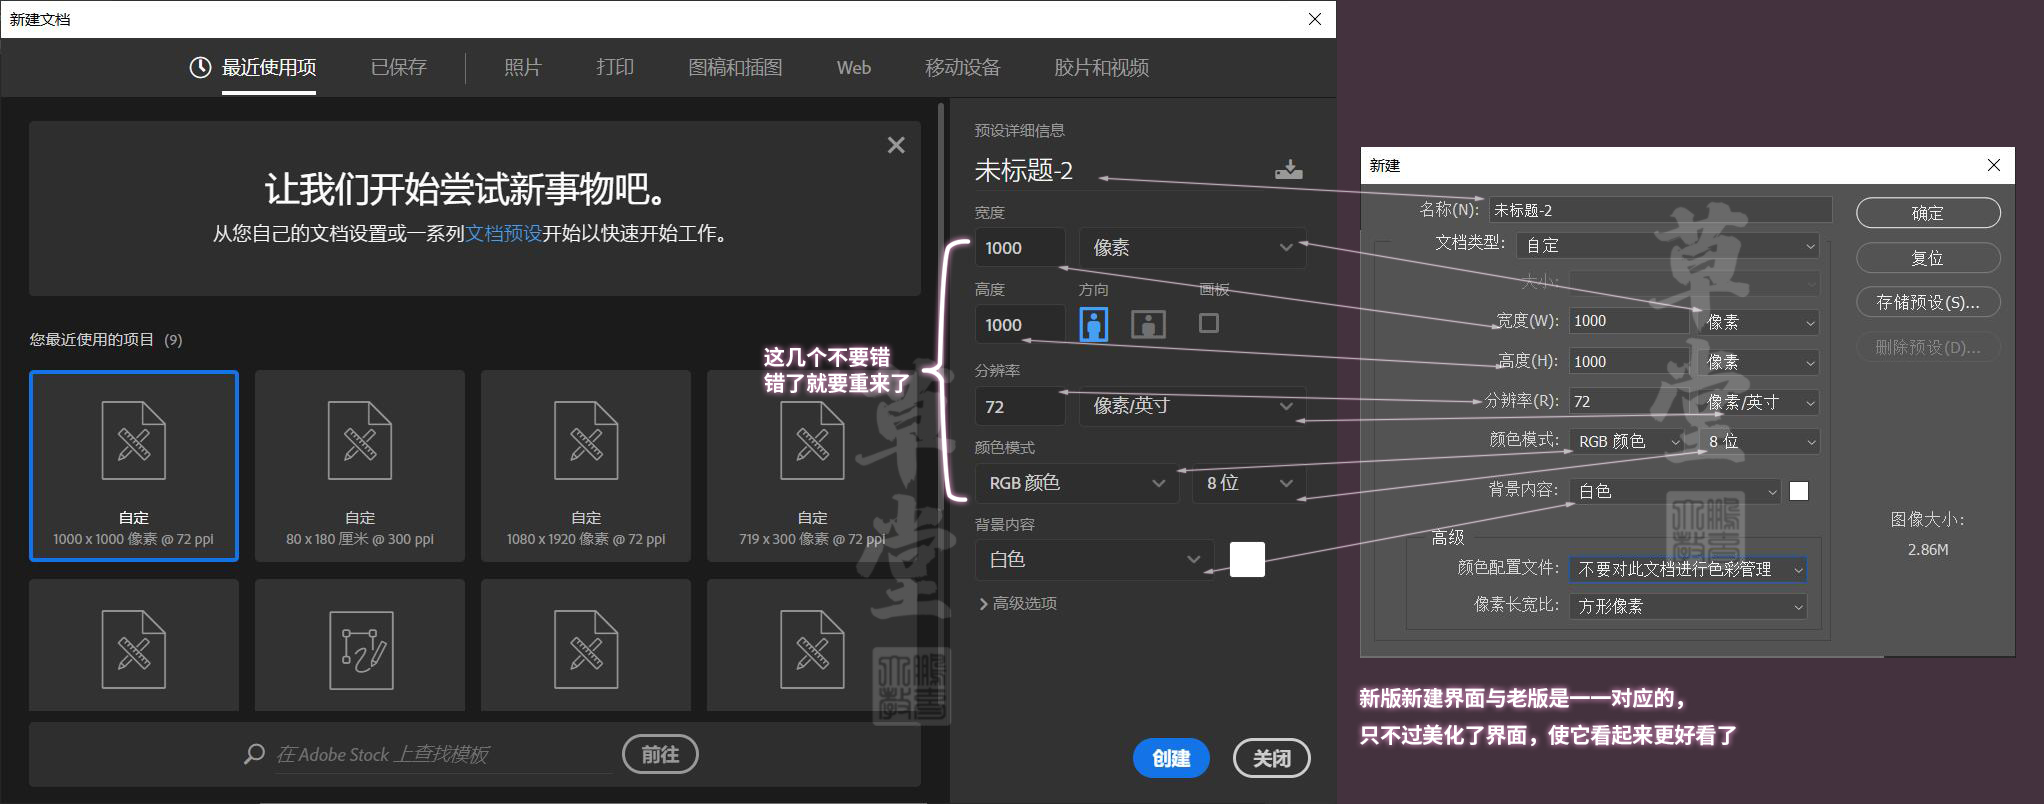 新建文档
最近使用项
已保存
照片
打印
图稿和插图
Web
移动设备
胶片和视频
让我们开始尝试新事物吧。
从您自己的文档设置或一系列文档预设开始以快速开始工作。
您最近使用的项目 (9)
自定
1000 x 1000 像素 @ 72 ppi
自定
80 x 180 厘米 @ 300 ppi
自定
1080 x 1920 像素 @ 72 ppi
自定
719 x 300 像素 @ 72 ppi
在 Adobe Stock 上查找模板
前往
这几个不要错
错了就要重来了
预设详细信息
未标题-2
宽度
1000 像素
高度 方向 画板
1000
分辨率
72 像素/英寸
颜色模式
RGB 颜色 8 位
背景内容
白色
高级选项
创建
关闭
草堂
新建
名称(N): 未标题-2
文档类型: 自定
大小:
宽度(W): 1000 像素
高度(H): 1000 像素
分辨率(R): 72 像素/英寸
颜色模式: RGB 颜色 8 位
背景内容: 白色
高级
颜色配置文件: 不要对此文档进行色彩管理
像素长宽比: 方形像素
确定
复位
存储预设(S)...
删除预设(D)...
图像大小:
2.86M
草堂
新版新建界面与老版是一一对应的，
只不过美化了界面，使它看起来更好看了